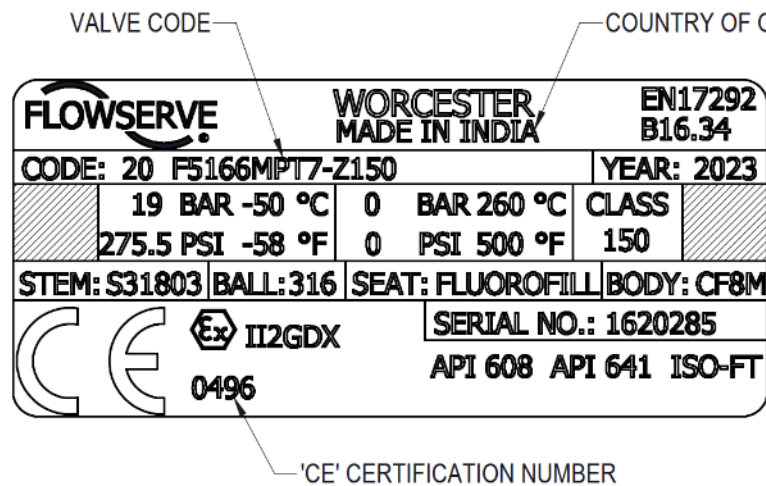 VALVE CODE
COUNTRY OF
FLOWSERVE
WORCESTER
MADE IN INDIA
EN17292
B16.34
CODE: 20 F5166MPT7-Z150
YEAR: 2023
19 BAR -50 °C 0 BAR 260 °C CLASS
275.5 PSI -58 °F 0 PSI 500 °F 150
STEM: S31803 BALL:316 SEAT: FLUOROFILL BODY: CF8M
CE Ex II2GDX
SERIAL NO.: 1620285
API 608 API 641 ISO-FT
0496
'CE' CERTIFICATION NUMBER